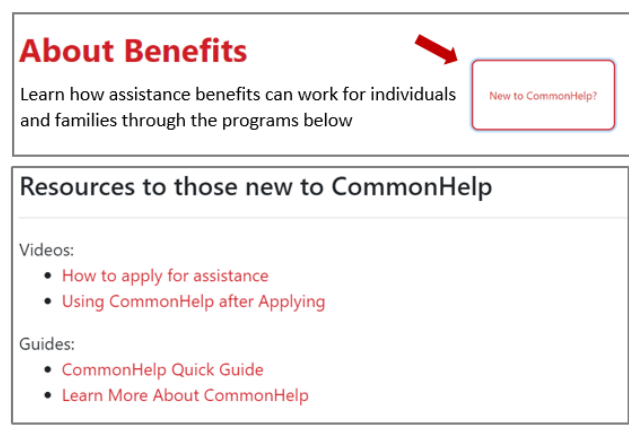 About Benefits
Learn how assistance benefits can work for individuals
and families through the programs below
New to CommonHelp?
Resources to those new to CommonHelp
Videos:
• How to apply for assistance
• Using CommonHelp after Applying
Guides:
• CommonHelp Quick Guide
• Learn More About CommonHelp